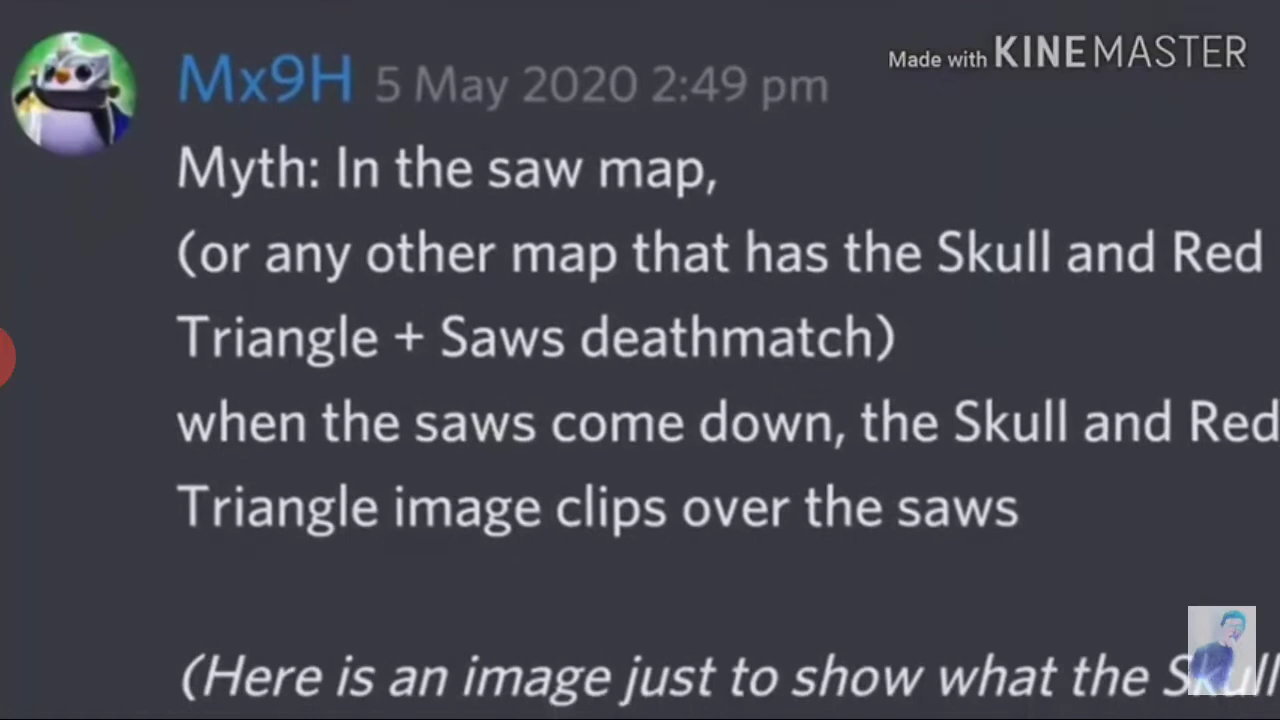 Mx9H 5 May 2020 2:49 pm
Made with KINEMASTER
Myth: In the saw map,
(or any other map that has the Skull and Red
Triangle + Saws deathmatch)
when the saws come down, the Skull and Red
Triangle image clips over the saws
(Here is an image just to show what the Skull